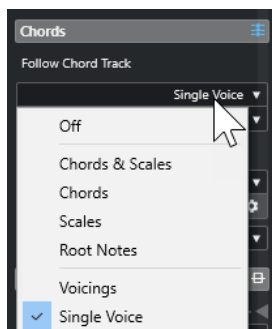 Chords
Follow Chord Track
Single Voice
Off
Chords & Scales
Chords
Scales
Root Notes
Voicings
Single Voice